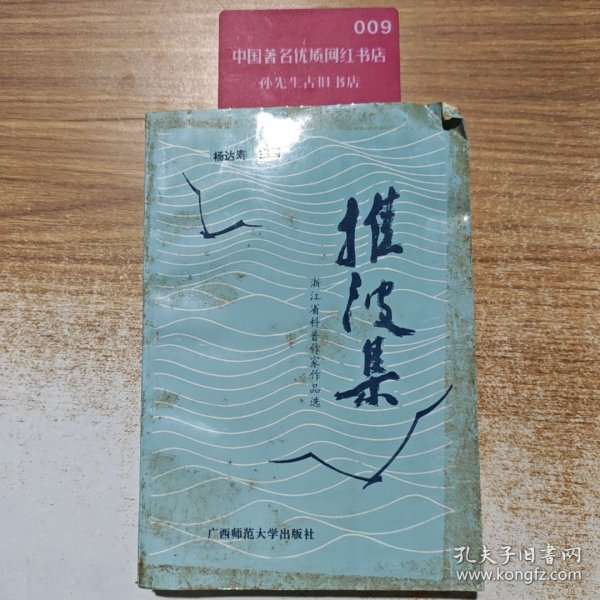 009
中国著名优质网红书店
孙先生古旧书店
杨达寿
推波集
浙江省科普作家作品选
广西师范大学出版社
孔夫子旧书网
www.kongfz.com